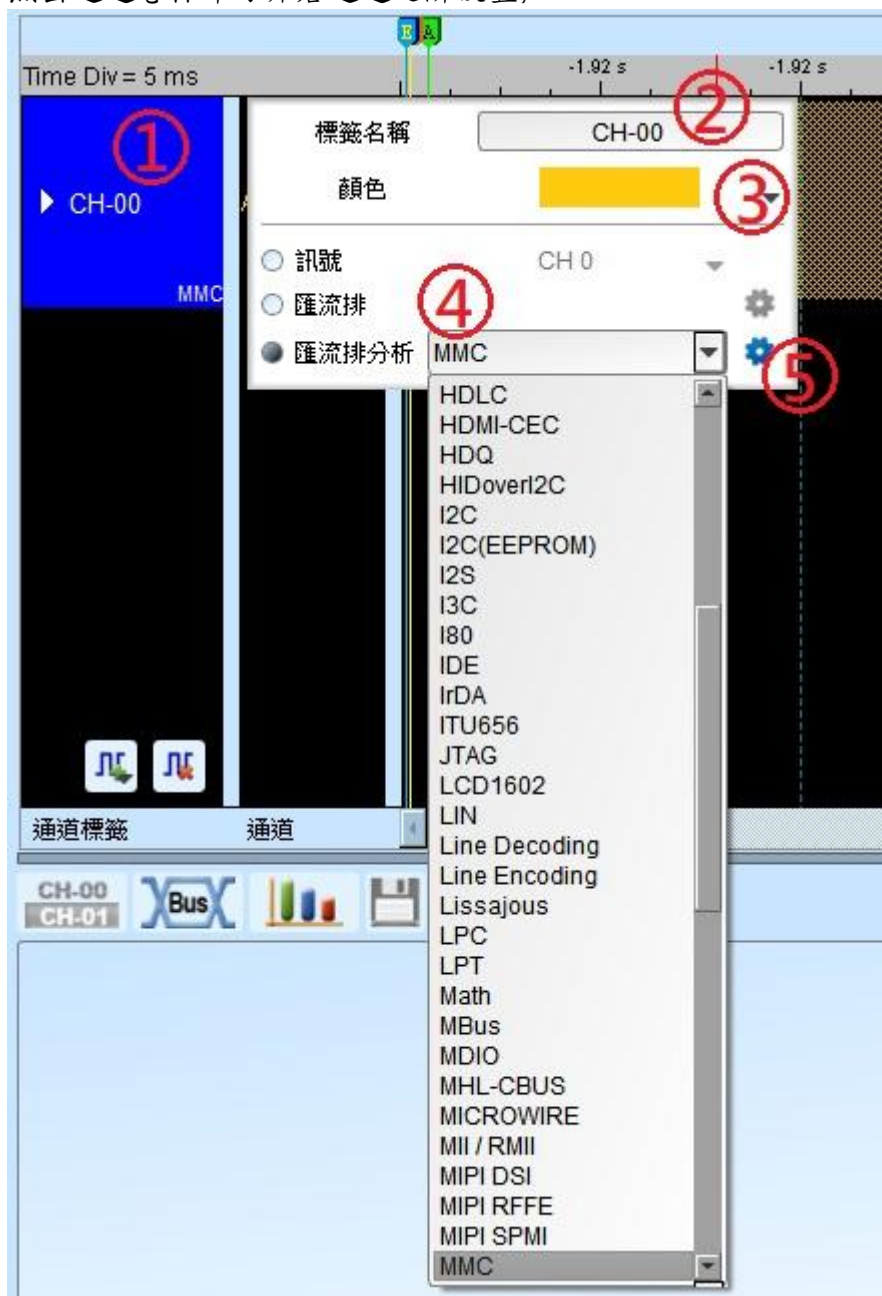 E A
Time Div = 5 ms
-1.92 s
-1.92 s
①
②
標籤名稱
CH-00
顏色
③
CH-00
訊號
CH 0
MMC
匯流排
④
匯流排分析
MMC
⑤
HDLC
HDMI-CEC
HDQ
HIDoverI2C
I2C
I2C(EEPROM)
I2S
I3C
I80
IDE
IrDA
ITU656
JTAG
LCD1602
LIN
Line Decoding
Line Encoding
Lissajous
LPC
LPT
Math
MBus
MDIO
MHL-CBUS
MICROWIRE
MII / RMII
MIPI DSI
MIPI RFFE
MIPI SPMI
MMC
通道標籤
通道
CH-00
CH-01
Bus